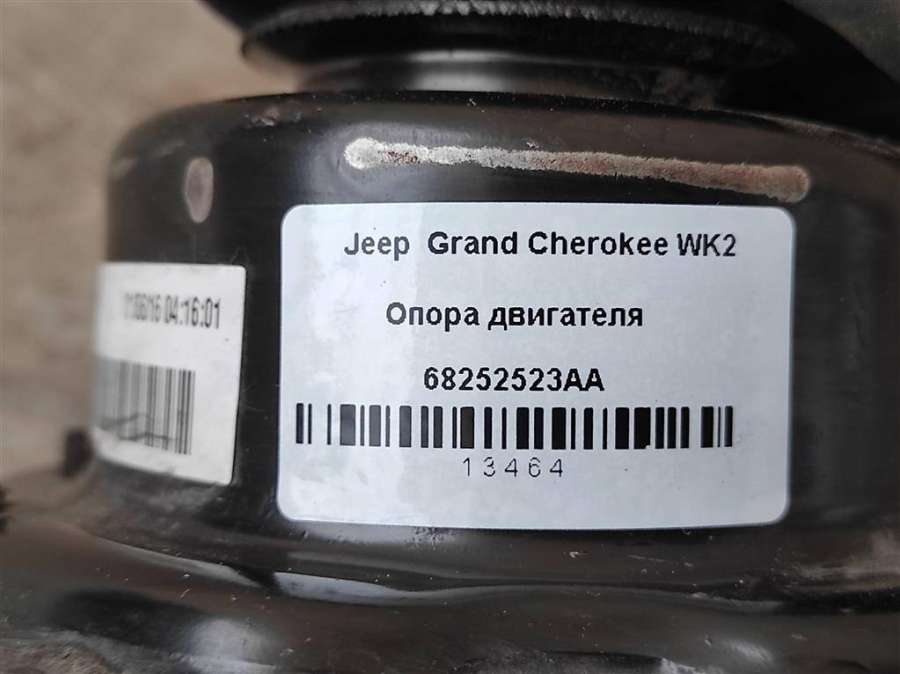 Jeep Grand Cherokee WK2
Опора двигателя
68252523AA
13464
04:16:01